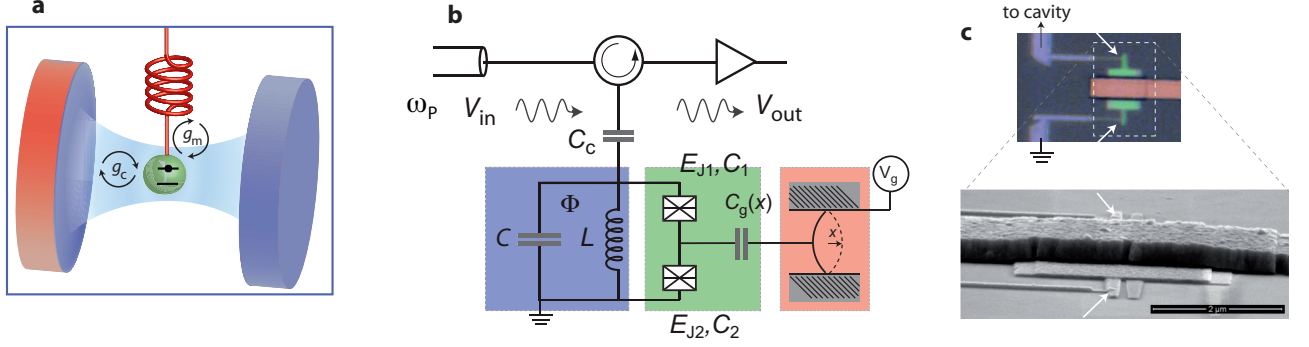 a
g_c
g_m
b
ω_P
V_in
V_out
C_c
Φ
C
L
E_J1, C_1
C_g(x)
V_g
x
E_J2, C_2
to cavity
c
2 μm